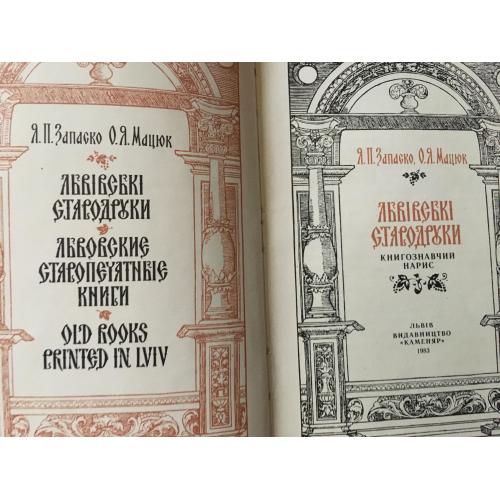 Я.П.Запаско О.Я.Мацюк
ЛЬВІВСЬКІ
СТАРОДРУКИ
ЛЬВОВСКИЕ
СТАРОПЕЧАТНЫЕ
КНИГИ
OLD BOOKS
PRINTED IN LVIV
Я.П.Запаско, О.Я.Мацюк
ЛЬВІВСЬКІ
СТАРОДРУКИ
КНИГОЗНАВЧИЙ
НАРИС
ЛЬВІВ
ВИДАВНИЦТВО
«КАМЕНЯР»
1983